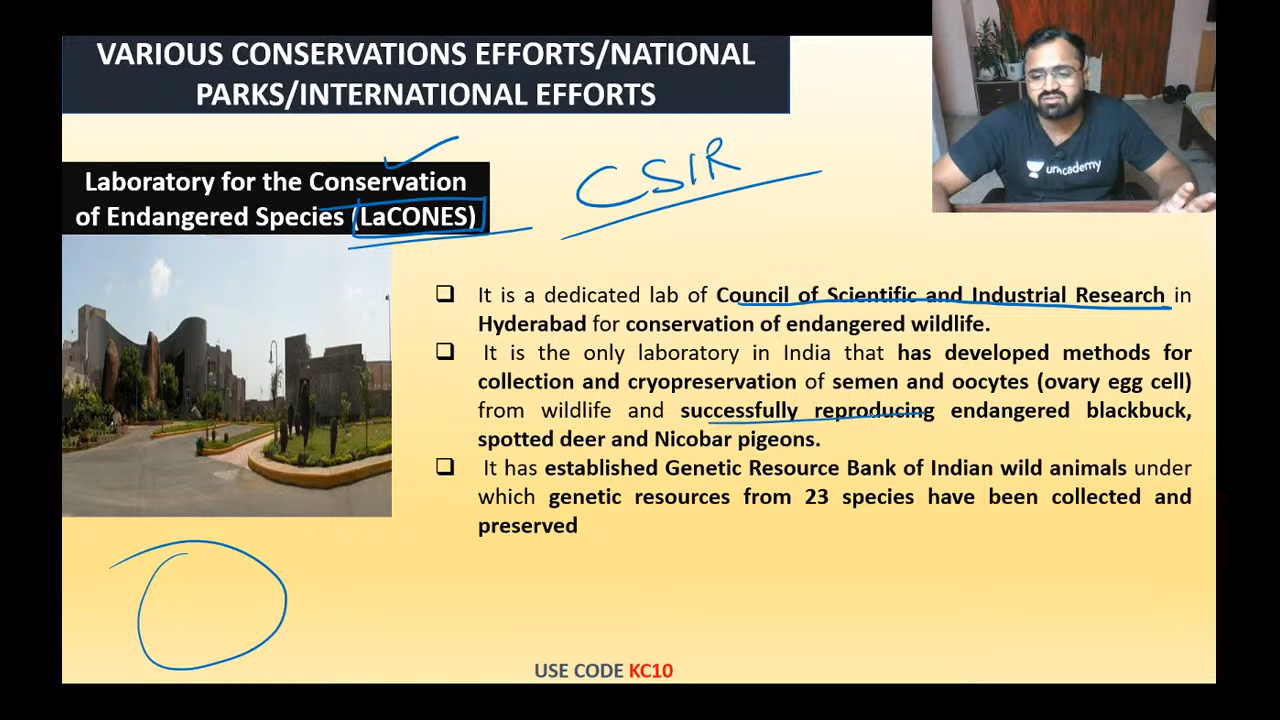 VARIOUS CONSERVATIONS EFFORTS/NATIONAL
PARKS/INTERNATIONAL EFFORTS
Laboratory for the Conservation
of Endangered Species (LaCONES)
CSIR
unacademy
❑ It is a dedicated lab of Council of Scientific and Industrial Research in
Hyderabad for conservation of endangered wildlife.
❑ It is the only laboratory in India that has developed methods for
collection and cryopreservation of semen and oocytes (ovary egg cell)
from wildlife and successfully reproducing endangered blackbuck,
spotted deer and Nicobar pigeons.
❑ It has established Genetic Resource Bank of Indian wild animals under
which genetic resources from 23 species have been collected and
preserved
USE CODE KC10